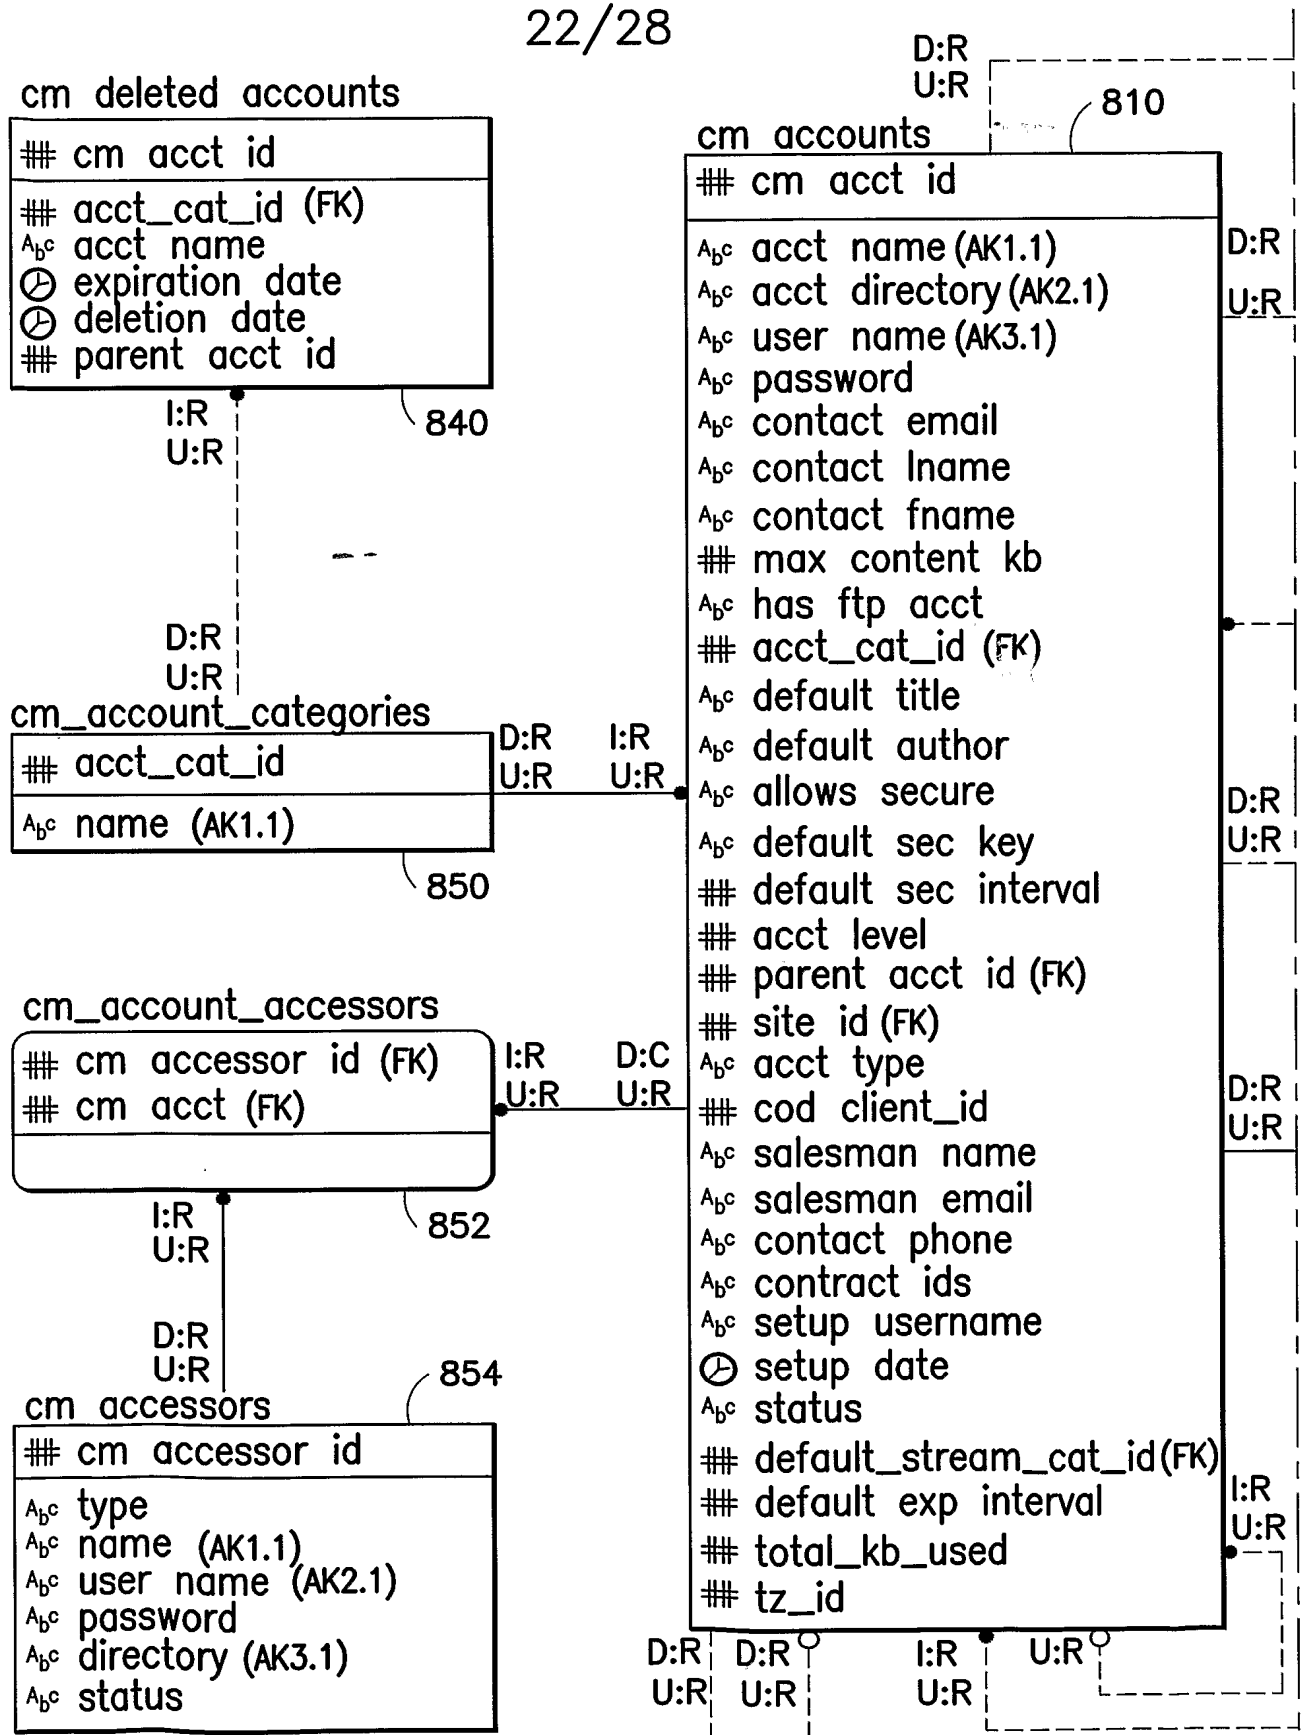 22/28
cm deleted accounts
# cm acct id
# acct_cat_id (FK)
Abc acct name
expiration date
deletion date
# parent acct id
I:R
U:R
840
D:R
U:R
cm_account_categories
# acct_cat_id
Abc name (AK1.1)
850
D:R
U:R
I:R
U:R
cm_account_accessors
# cm accessor id (FK)
# cm acct (FK)
852
I:R
U:R
D:C
U:R
I:R
U:R
D:R
U:R
854
cm accessors
# cm accessor id
Abc type
Abc name (AK1.1)
Abc user name (AK2.1)
Abc password
Abc directory (AK3.1)
Abc status
D:R
U:R
810
cm accounts
# cm acct id
Abc acct name (AK1.1)
Abc acct directory (AK2.1)
Abc user name (AK3.1)
Abc password
Abc contact email
Abc contact lname
Abc contact fname
# max content kb
Abc has ftp acct
# acct_cat_id (FK)
Abc default title
Abc default author
Abc allows secure
Abc default sec key
# default sec interval
# acct level
# parent acct id (FK)
# site id (FK)
Abc acct type
# cod client_id
Abc salesman name
Abc salesman email
Abc contact phone
Abc contract ids
Abc setup username
setup date
Abc status
# default_stream_cat_id (FK)
# default exp interval
# total_kb_used
# tz_id
D:R
U:R
D:R
U:R
D:R
U:R
I:R
U:R
D:R
U:R
D:R
U:R
I:R
U:R
U:R